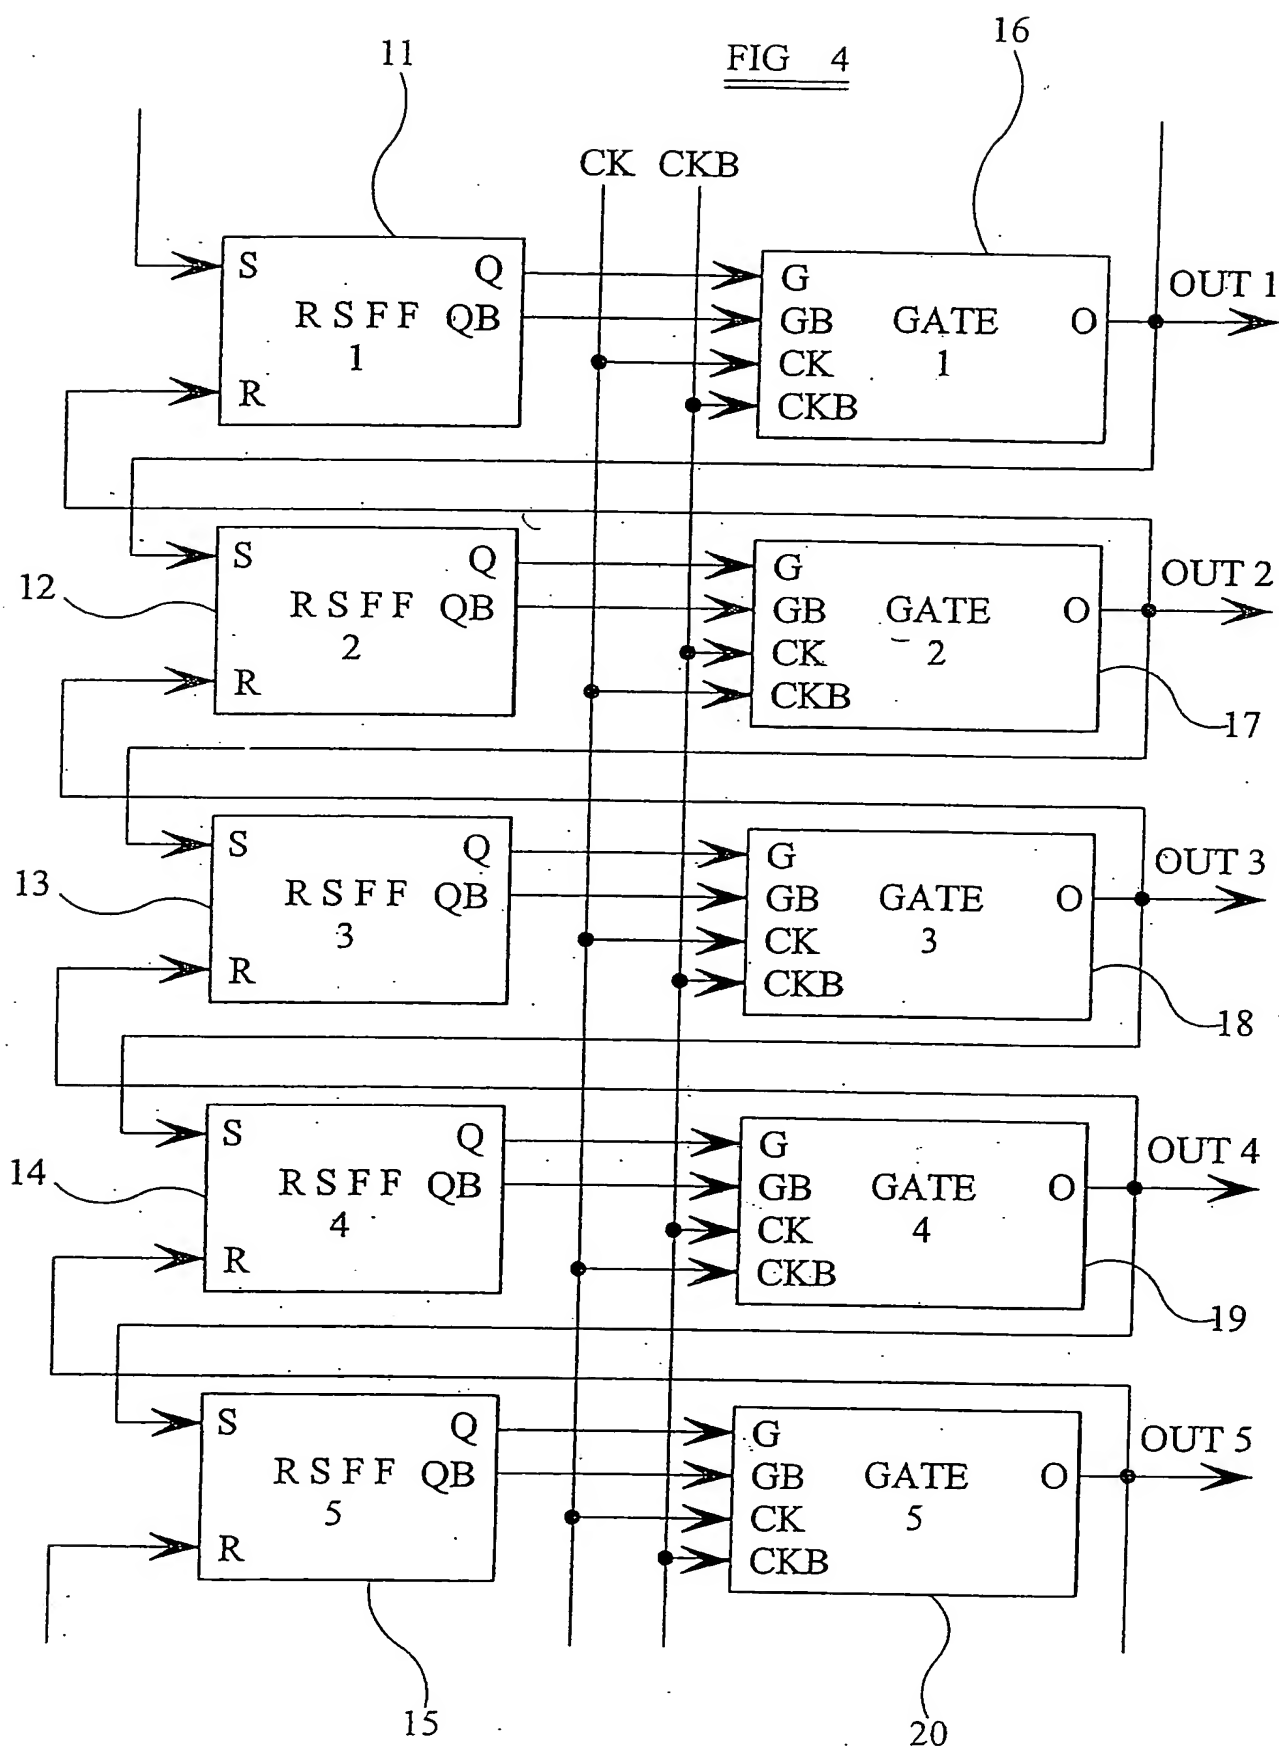 FIG 4
11
16
CK CKB
S Q
RSFF QB
1
R
G
GB GATE O
CK 1
CKB
OUT 1
12
S Q
RSFF QB
2
R
G
GB GATE O
CK 2
CKB
OUT 2
17
13
S Q
RSFF QB
3
R
G
GB GATE O
CK 3
CKB
OUT 3
18
14
S Q
RSFF QB
4
R
G
GB GATE O
CK 4
CKB
OUT 4
19
S Q
RSFF QB
5
R
G
GB GATE O
CK 5
CKB
OUT 5
15
20